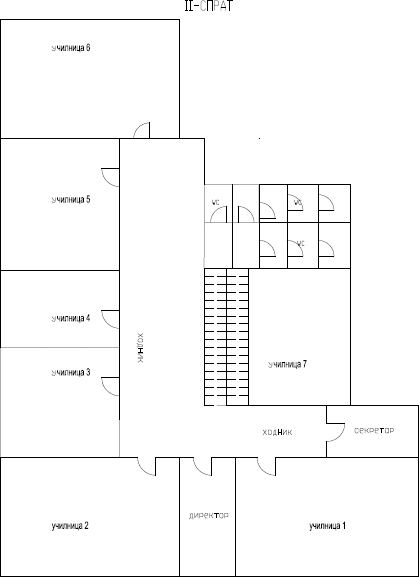 II-СПРАТ
училница 6
училница 5
wc
wc
wc
училница 4
ходник
училница 7
училница 3
ходник
секретор
училница 2
директор
училница 1